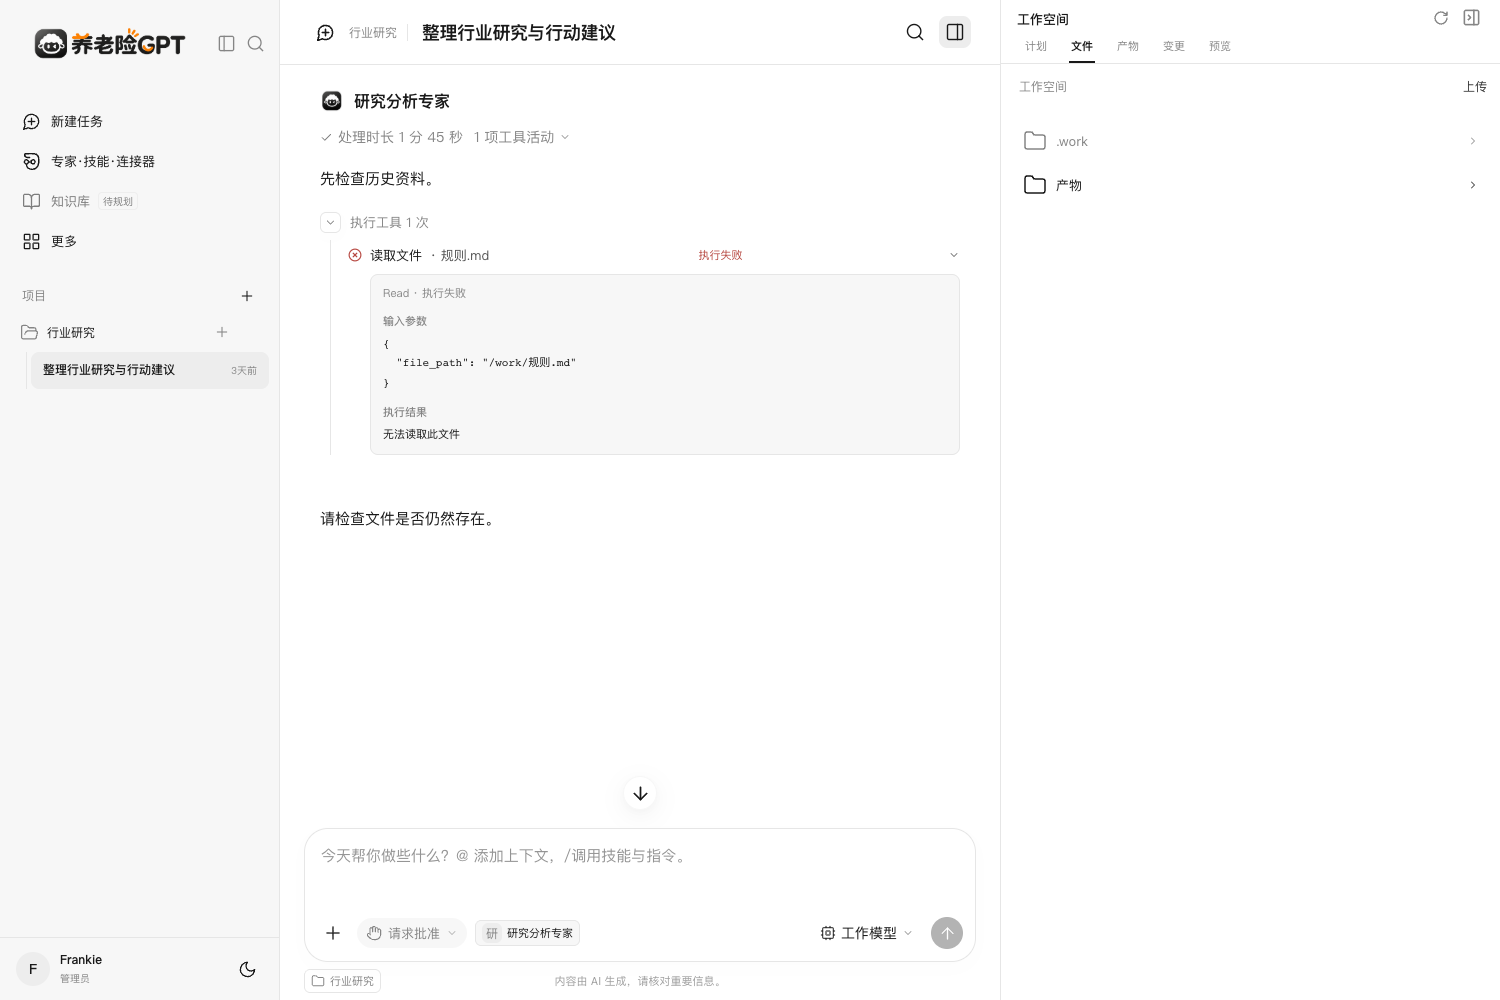 养老险GPT
新建任务
专家·技能·连接器
知识库 待规划
更多
项目
行业研究
整理行业研究与行动建议 3天前
F
Frankie
管理员
行业研究
整理行业研究与行动建议
研究分析专家
处理时长 1 分 45 秒 1 项工具活动
先检查历史资料。
执行工具 1 次
读取文件 · 规则.md 执行失败
Read · 执行失败
输入参数
{
"file_path": "/work/规则.md"
}
执行结果
无法读取此文件
请检查文件是否仍然存在。
今天帮你做些什么？@ 添加上下文，/调用技能与指令。
请求批准
研 研究分析专家
工作模型
行业研究
内容由 AI 生成，请核对重要信息。
工作空间
计划 文件 产物 变更 预览
工作空间 上传
.work
产物